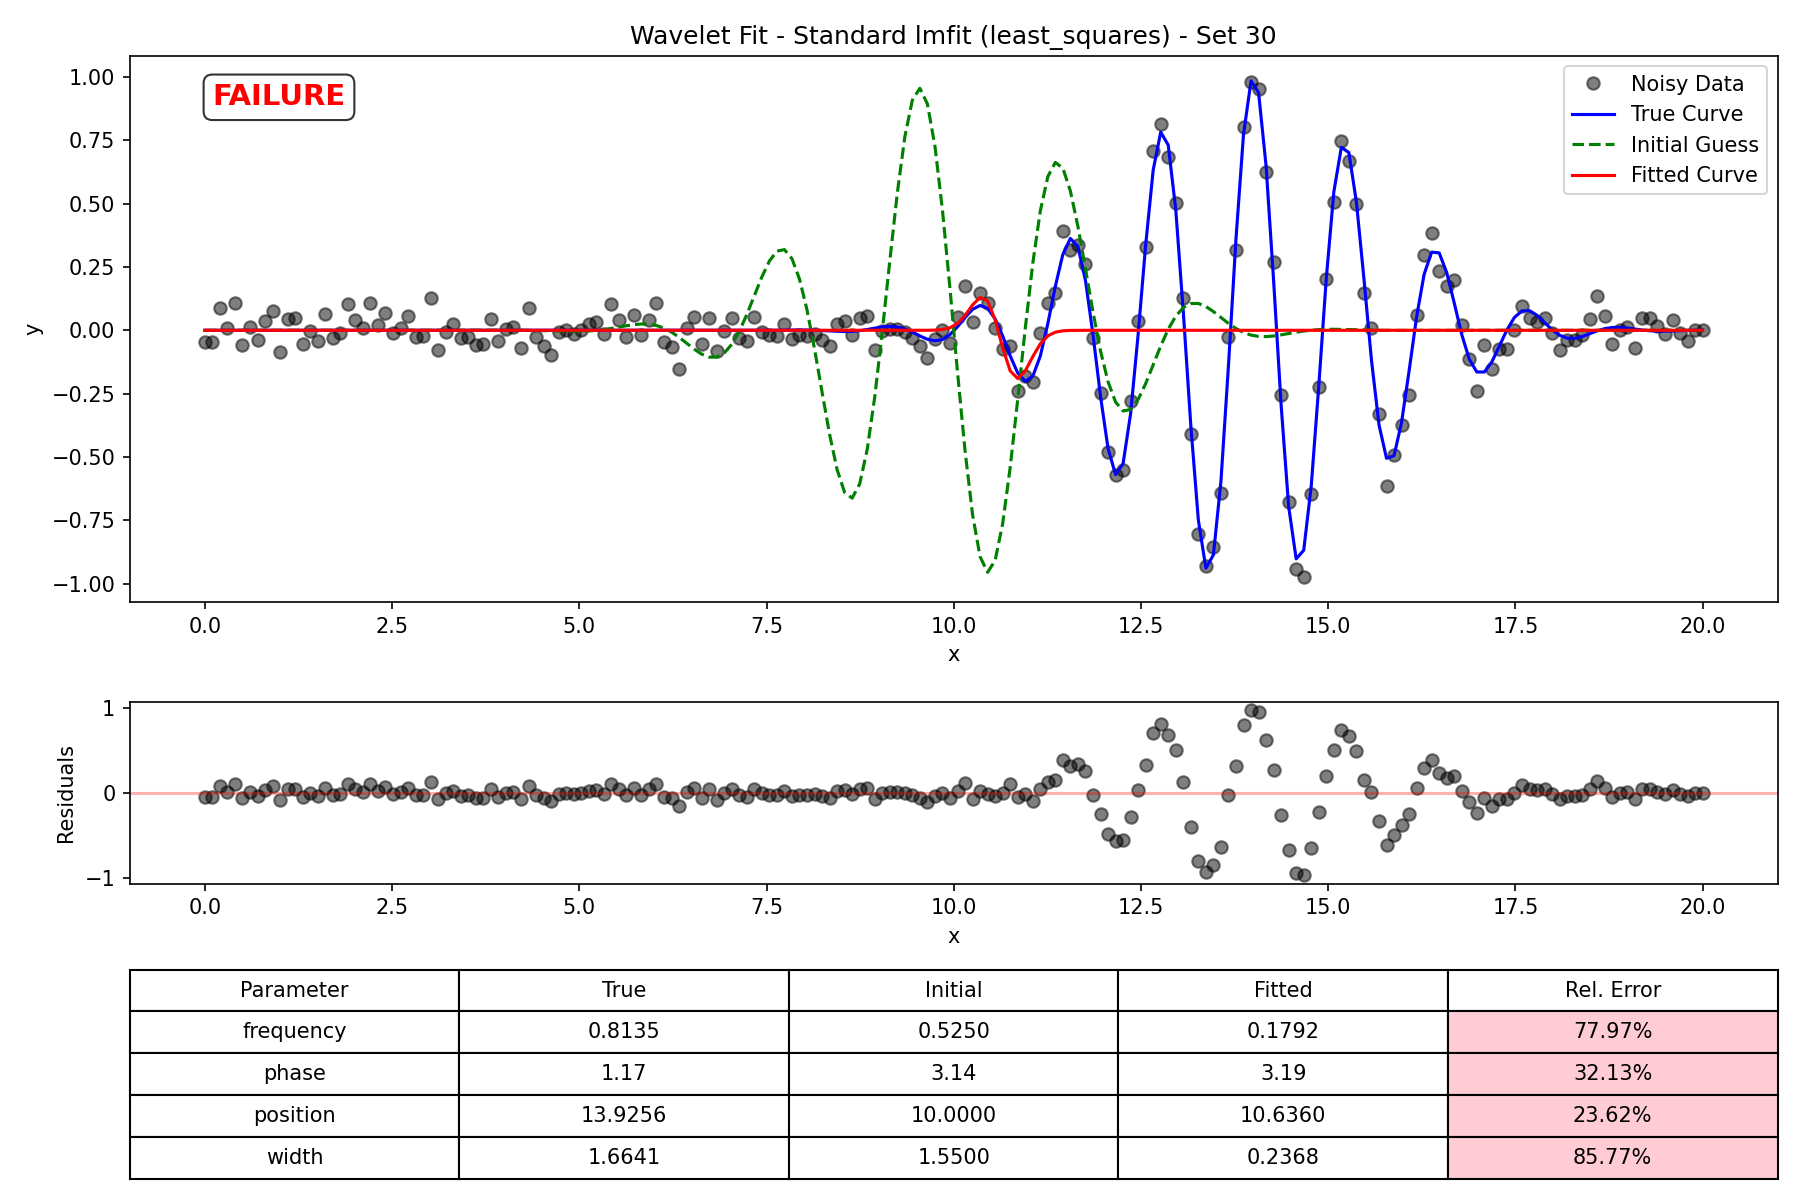 Wavelet Fit - Standard lmfit (least_squares) - Set 30
FAILURE
Noisy Data
True Curve
Initial Guess
Fitted Curve
y
1.00
0.75
0.50
0.25
0.00
−0.25
−0.50
−0.75
−1.00
0.0 2.5 5.0 7.5 10.0 12.5 15.0 17.5 20.0
x
Residuals
1
0
−1
0.0 2.5 5.0 7.5 10.0 12.5 15.0 17.5 20.0
x
Parameter True Initial Fitted Rel. Error
frequency 0.8135 0.5250 0.1792 77.97%
phase 1.17 3.14 3.19 32.13%
position 13.9256 10.0000 10.6360 23.62%
width 1.6641 1.5500 0.2368 85.77%